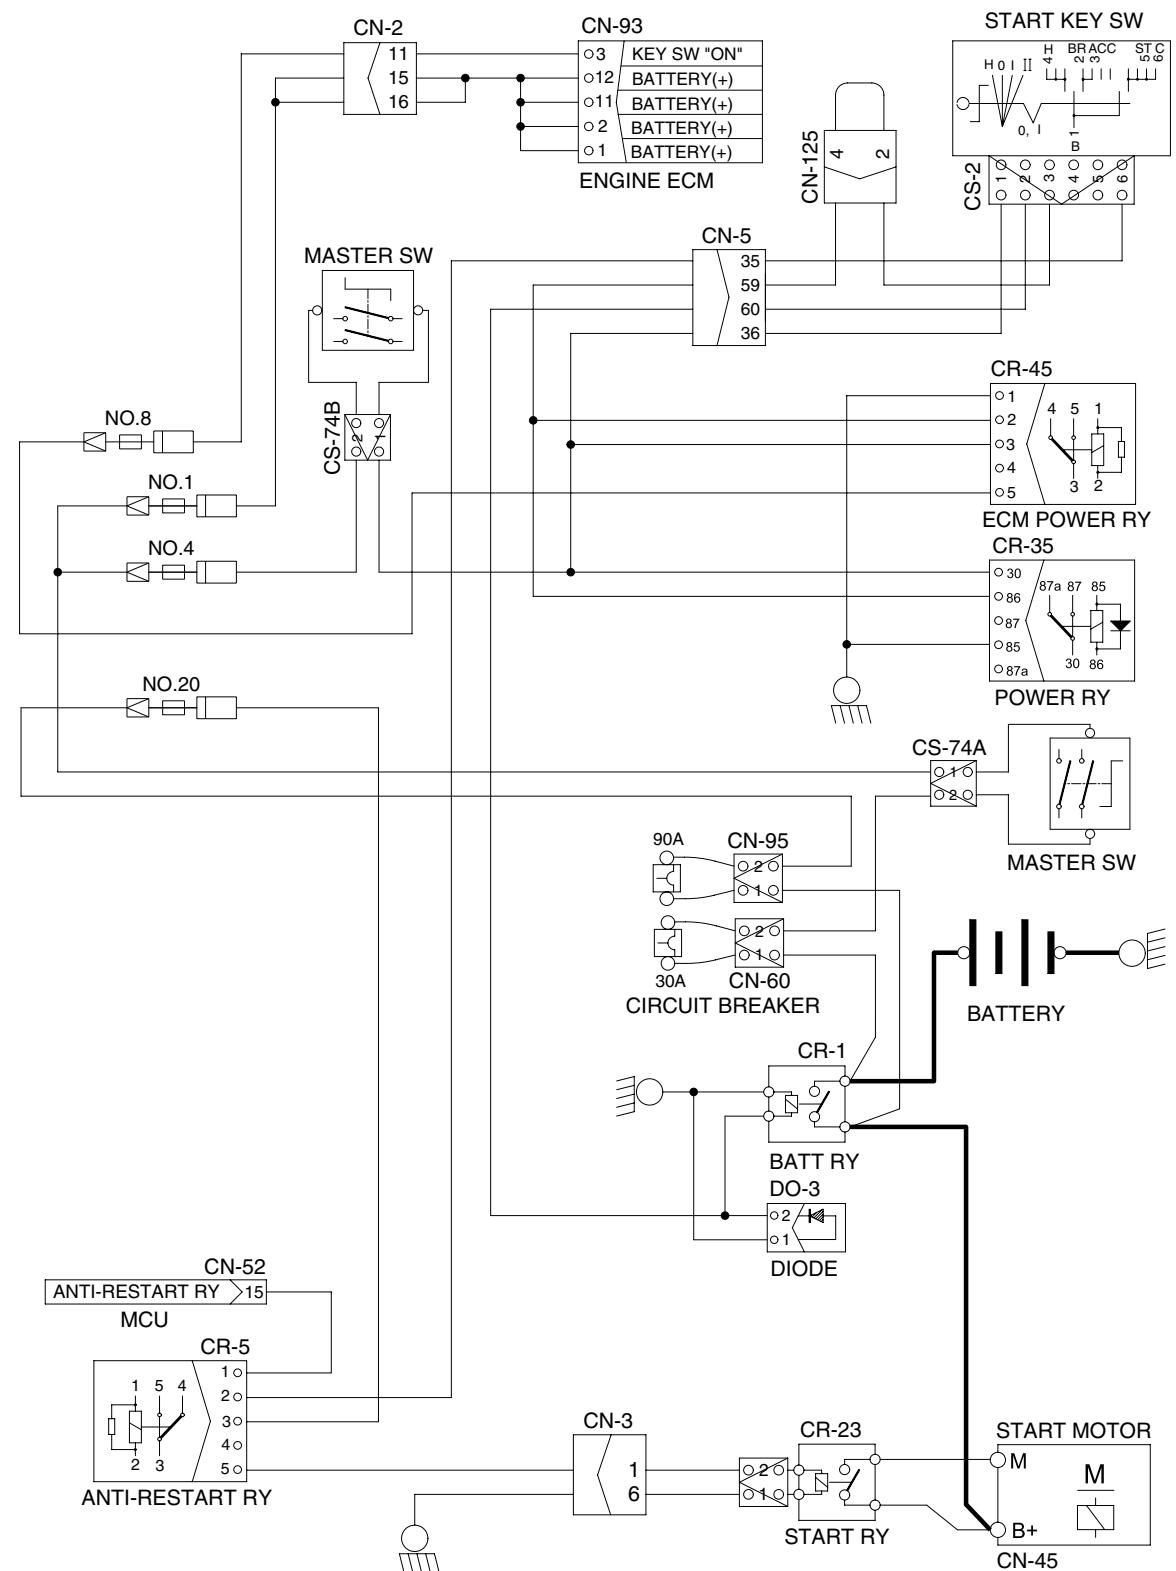 START KEY SW
CN-2
CN-93
11
15
16
3 KEY SW "ON"
12 BATTERY(+)
11 BATTERY(+)
2 BATTERY(+)
1 BATTERY(+)
ENGINE ECM
H 0 I II
H
4
BR ACC
2 3
ST C
5 6
0, I
1
B
CN-125
4
2
CS-2
1 2 3 4 5 6
CN-5
35
59
60
36
MASTER SW
CS-74B
2 1
NO.8
NO.1
NO.4
CR-45
1
2
3
4
5
4 5 1
3 2
ECM POWER RY
CR-35
30
86
87
85
87a
87a 87 85
30 86
POWER RY
NO.20
CS-74A
1
2
MASTER SW
90A
CN-95
2
1
2
1
30A
CN-60
CIRCUIT BREAKER
BATTERY
CR-1
BATT RY
DO-3
2
1
DIODE
CN-52
ANTI-RESTART RY 15
MCU
CR-5
1
2
3
4
5
1 5 4
2 3
ANTI-RESTART RY
CN-3
1
6
2
1
CR-23
START RY
START MOTOR
M
M
B+
CN-45